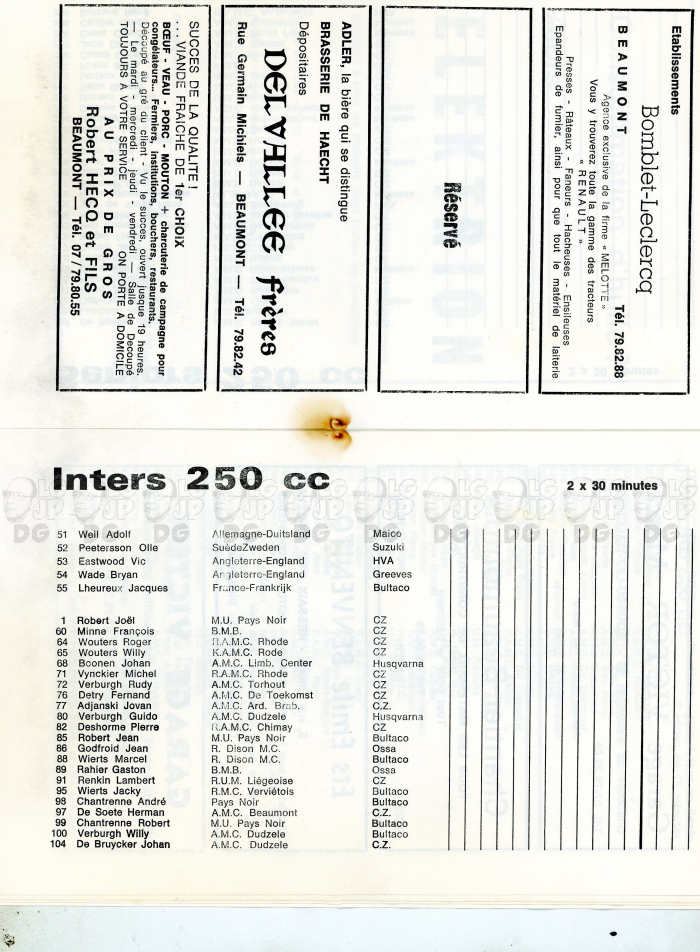 Etablissements
Bomblet-Leclercq
BEAUMONT Tél. 79.82.88
Agence exclusive de la firme « MELOTTE »
Vous y trouverez toute la gamme des tracteurs
« RENAULT »
Presses - Râteaux - Faneurs - Hacheuses - Ensileuses
Epandeurs de fumier, ainsi pour que tout le matériel de laiterie
Réservé
ADLER, la bière qui se distingue
BRASSERIE DE HAECHT
Dépositaires
DELVALLEE frères
Rue Germain Michiels — BEAUMONT — Tél. 79.82.42
SUCCES DE LA QUALITE !
. . . VIANDE FRAICHE DE 1er CHOIX
BŒUF - VEAU - PORC - MOUTON + charcuterie de campagne pour
congélateurs... Fermiers, institutions, bouchers, restaurants.
Découpé au gré du client - Vu le succes, ouvert jusque 19 heures.
— Le mardi - mercredi - jeudi - vendredi — Salle de Decoupé
TOUJOURS A VOTRE SERVICE ON PORTE A DOMICILE
AU PRIX DE GROS
Robert HECQ et FILS
BEAUMONT — Tél. 07/79.80.55
Inters 250 cc 2 x 30 minutes
51 Weil Adolf Allemagne-Duitsland Maico
52 Peetersson Olle SuèdeZweden Suzuki
53 Eastwood Vic Angleterre-England HVA
54 Wade Bryan Angleterre-England Greeves
55 Lheureux Jacques France-Frankrijk Bultaco
1 Robert Joël M.U. Pays Noir CZ
60 Minne François B.M.B. CZ
64 Wouters Roger R.A.M.C. Rhode CZ
65 Wouters Willy K.A.M.C. Rode CZ
68 Boonen Johan A.M.C. Limb. Center Husqvarna
71 Vynckier Michel R.A.M.C. Rhode CZ
72 Verburgh Rudy A.M.C. Torhout CZ
76 Detry Fernand A.M.C. De Toekomst CZ
77 Adjanski Jovan A.M.C. Ard. Brab. C.Z.
80 Verburgh Guido A.M.C. Dudzele Husqvarna
82 Deshorme Pierre R.A.M.C. Chimay CZ
85 Robert Jean M.U. Pays Noir Bultaco
86 Godfroid Jean R. Dison M.C. Ossa
88 Wierts Marcel R. Dison M.C. Bultaco
89 Rahier Gaston B.M.B. Ossa
91 Renkin Lambert R.U.M. Liégeoise CZ
95 Wierts Jacky R.M.C. Verviétois Bultaco
98 Chantrenne André Pays Noir Bultaco
97 De Soete Herman A.M.C. Beaumont C.Z.
99 Chantrenne Robert M.U. Pays Noir Bultaco
100 Verburgh Willy A.M.C. Dudzele Bultaco
104 De Bruycker Johan A.M.C. Dudzele C.Z.